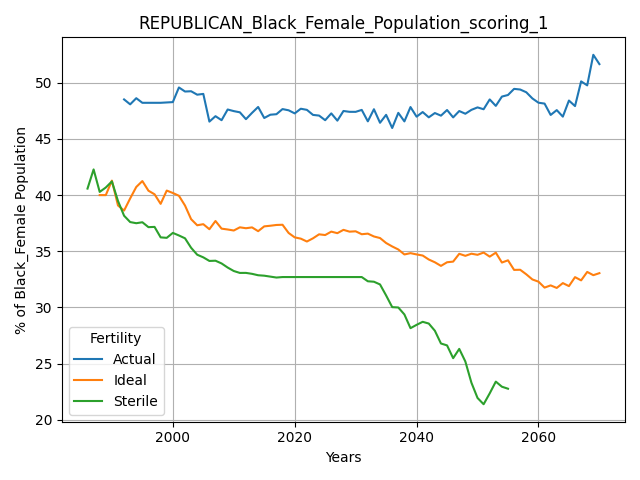 REPUBLICAN_Black_Female_Population_scoring_1
% of Black_Female Population
50
45
40
35
30
25
20
Fertility
Actual
Ideal
Sterile
2000
2020
2040
2060
Years